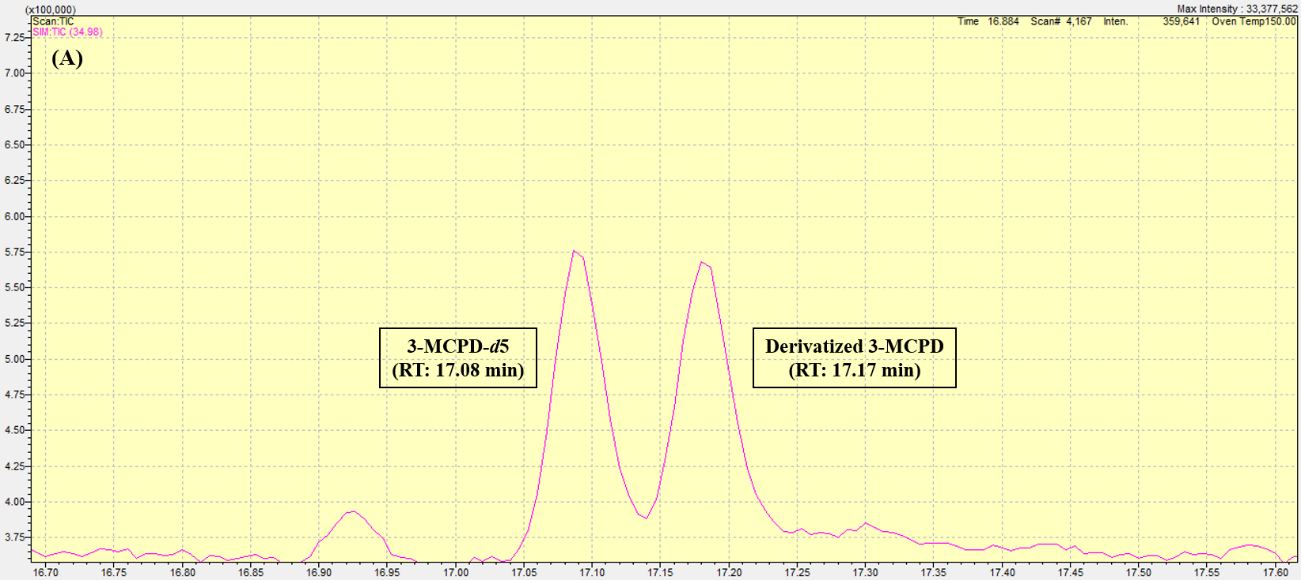 (x100,000)
Max Intensity : 33,377,562
Scan:TIC
Time 16.884 Scan# 4,167 Inten. 359,641 Oven Temp150.00
SIM:TIC (34.98)
(A)
7.25
7.00
6.75
6.50
6.25
6.00
5.75
5.50
5.25
5.00
4.75
4.50
4.25
4.00
3.75
3-MCPD-d5
(RT: 17.08 min)
Derivatized 3-MCPD
(RT: 17.17 min)
16.70 16.75 16.80 16.85 16.90 16.95 17.00 17.05 17.10 17.15 17.20 17.25 17.30 17.35 17.40 17.45 17.50 17.55 17.60